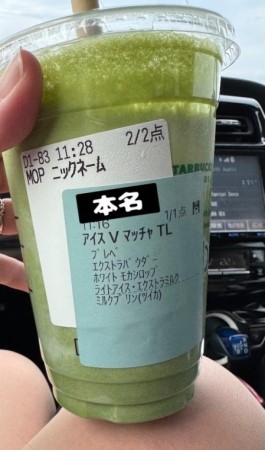 D1-83 11:28
2/2点
MOP ニックネーム
TARBUC
本名
11:16
1/1点
アイス V マッチャ TL
ブレベ
エクストラパウダー
ホワイト モカシロップ
ライトアイス・エクストラミルク
ミルクプリン(ツイカ)